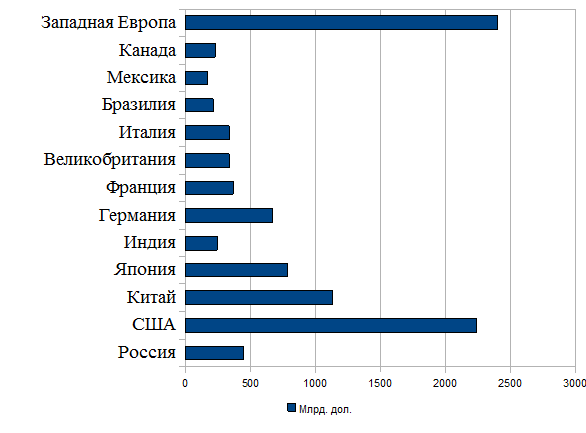 Западная Европа
Канада
Мексика
Бразилия
Италия
Великобритания
Франция
Германия
Индия
Япония
Китай
США
Россия
0 500 1000 1500 2000 2500 3000
Млрд. дол.